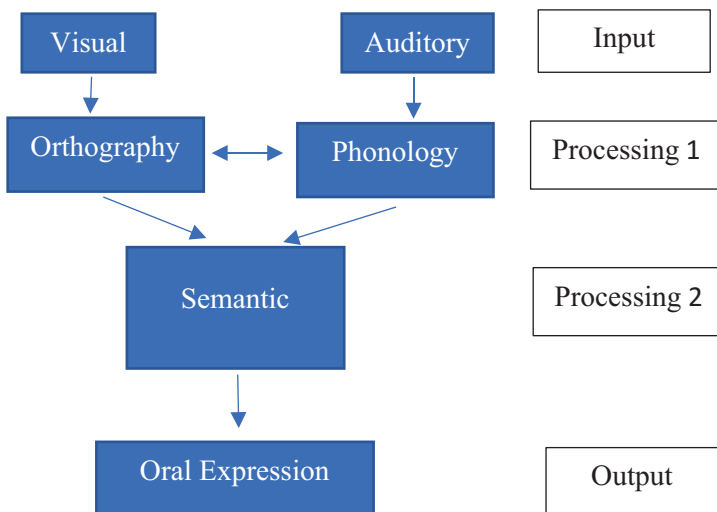 Visual
Auditory
Input
Orthography
Phonology
Processing 1
Semantic
Processing 2
Oral Expression
Output